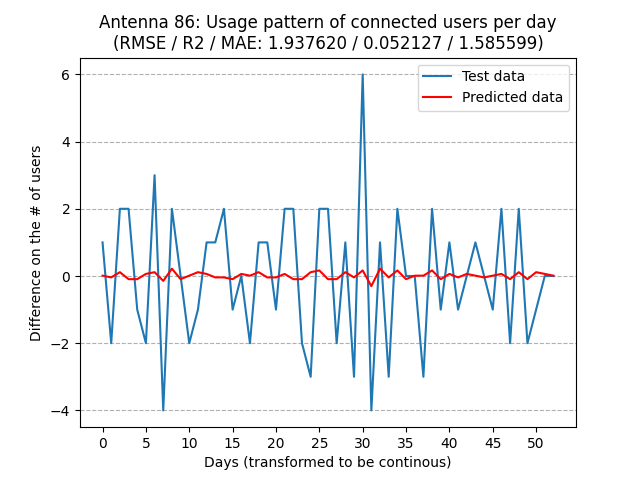 Antenna 86: Usage pattern of connected users per day
(RMSE / R2 / MAE: 1.937620 / 0.052127 / 1.585599)
Test data
Predicted data
Difference on the # of users
6
4
2
0
−2
−4
0 5 10 15 20 25 30 35 40 45 50
Days (transformed to be continous)